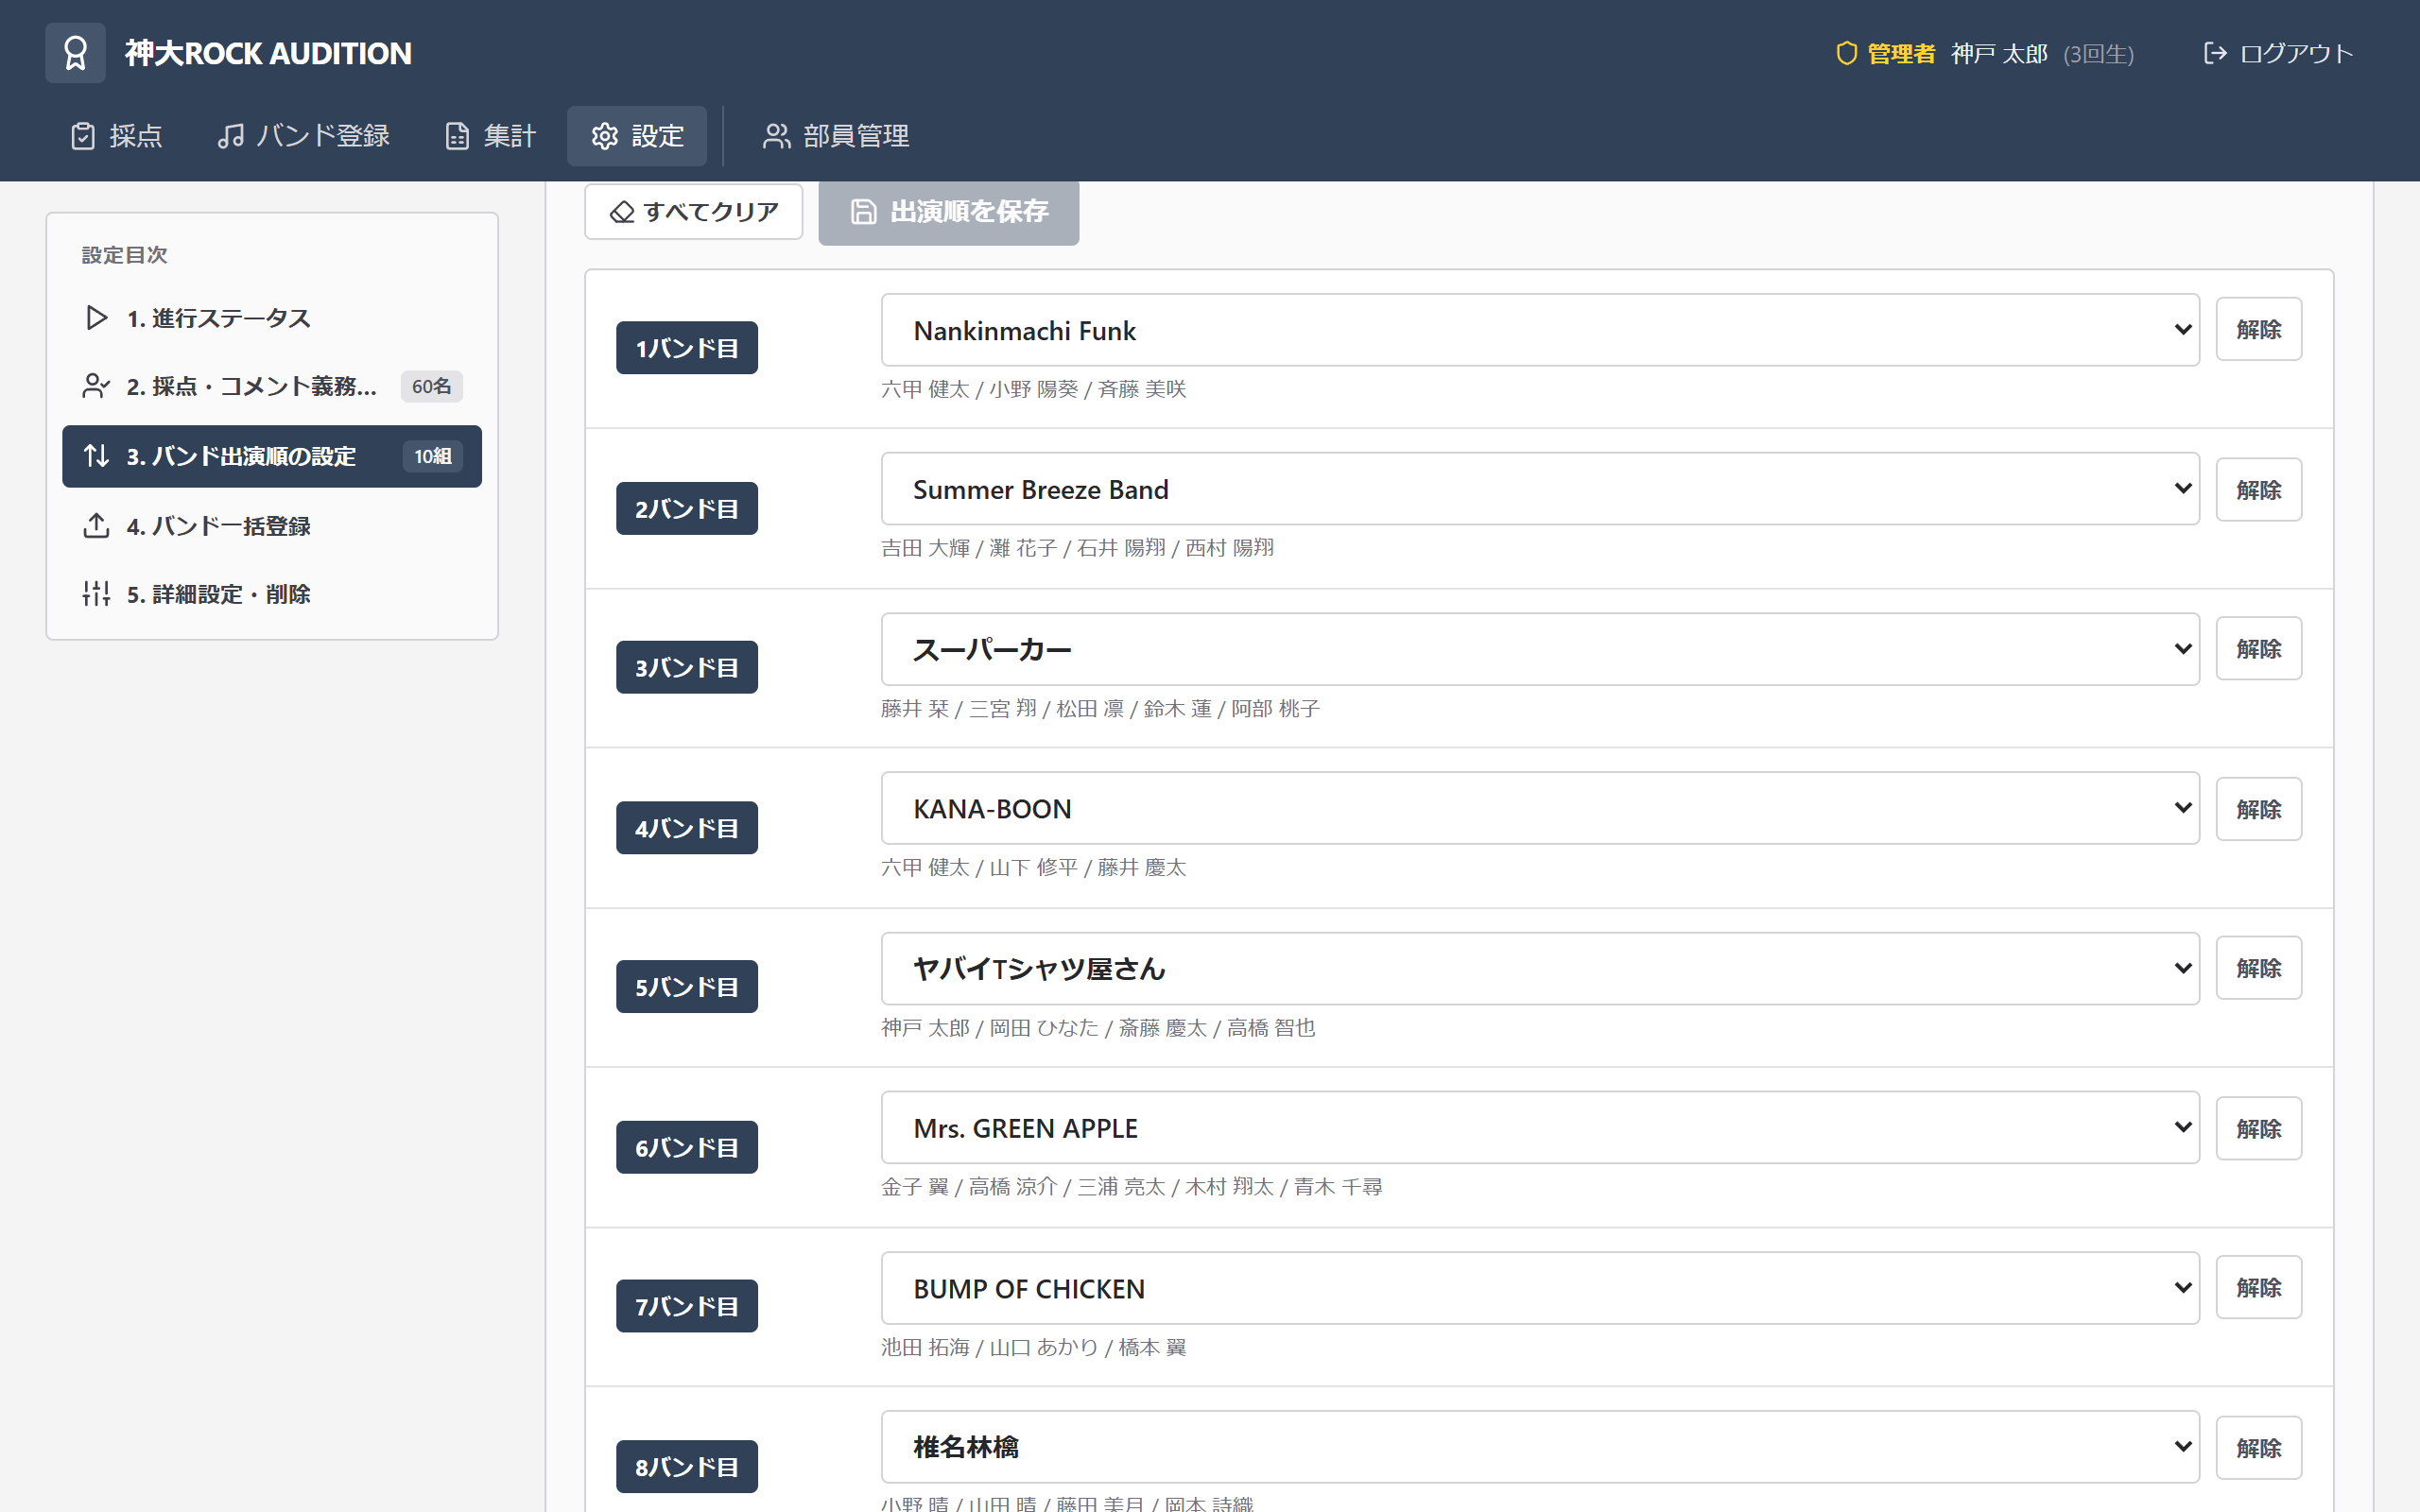 神大ROCK AUDITION
管理者 神戸 太郎 (3回生) ログアウト
採点 バンド登録 集計 設定 部員管理
設定目次
1. 進行ステータス
2. 採点・コメント義務... 60名
3. バンド出演順の設定 10組
4. バンド一括登録
5. 詳細設定・削除
すべてクリア 出演順を保存
1バンド目 Nankinmachi Funk 解除
六甲 健太 / 小野 陽葵 / 斉藤 美咲
2バンド目 Summer Breeze Band 解除
吉田 大輝 / 灘 花子 / 石井 陽翔 / 西村 陽翔
3バンド目 スーパーカー 解除
藤井 栞 / 三宮 翔 / 松田 凛 / 鈴木 蓮 / 阿部 桃子
4バンド目 KANA-BOON 解除
六甲 健太 / 山下 修平 / 藤井 慶太
5バンド目 ヤバイTシャツ屋さん 解除
神戸 太郎 / 岡田 ひなた / 斎藤 慶太 / 高橋 智也
6バンド目 Mrs. GREEN APPLE 解除
金子 翼 / 高橋 涼介 / 三浦 亮太 / 木村 翔太 / 青木 千尋
7バンド目 BUMP OF CHICKEN 解除
池田 拓海 / 山口 あかり / 橋本 翼
8バンド目 椎名林檎 解除
小野 晴 / 山田 晴 / 藤田 美月 / 岡本 詩織